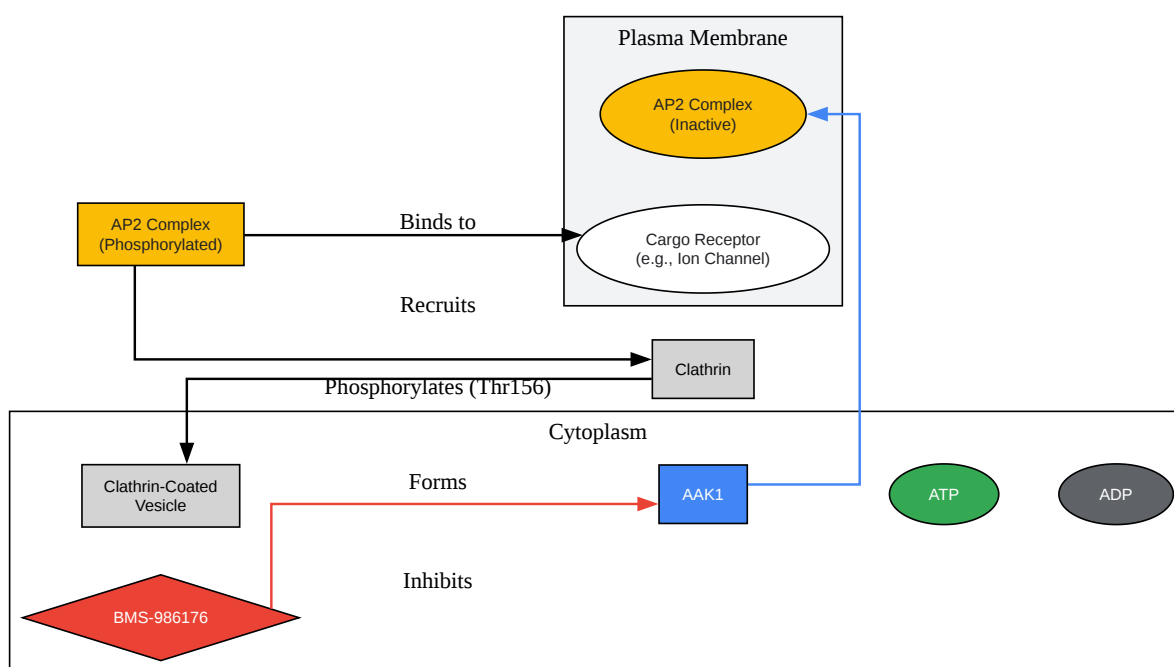 Plasma Membrane
AP2 Complex
(Inactive)
AP2 Complex
(Phosphorylated)
Binds to
Cargo Receptor
(e.g., Ion Channel)
Recruits
Clathrin
Phosphorylates (Thr156)
Cytoplasm
Clathrin-Coated
Vesicle
Forms
AAK1
ATP
ADP
Inhibits
BMS-986176